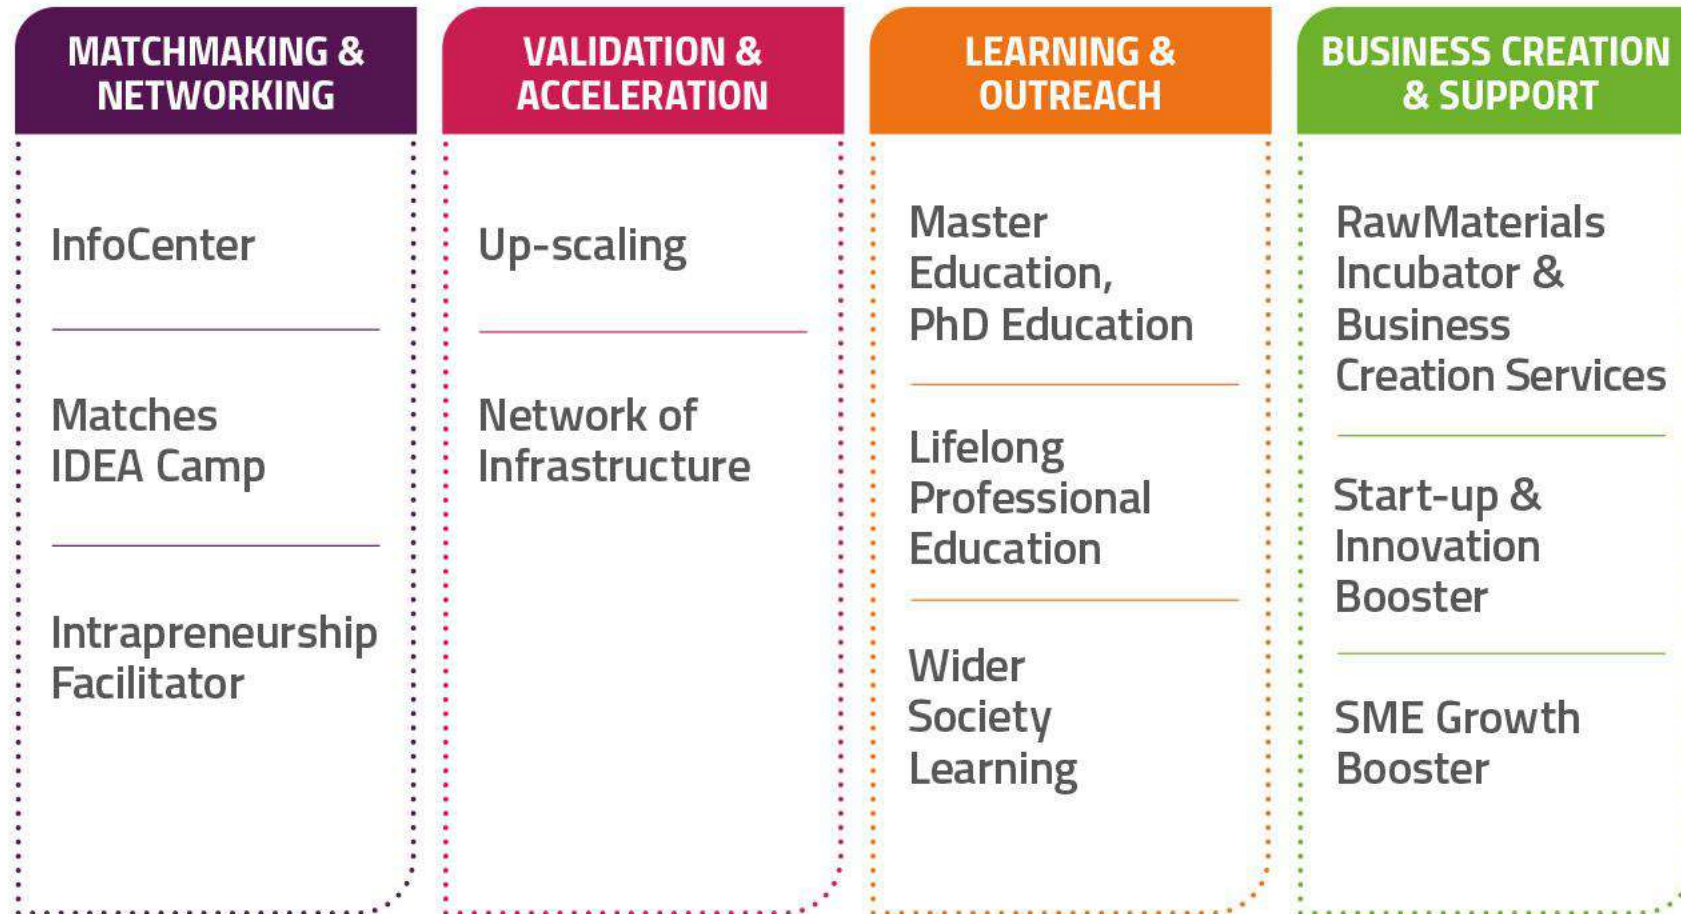 MATCHMAKING &
NETWORKING
InfoCenter
Matches
IDEA Camp
Intrapreneurship
Facilitator
VALIDATION &
ACCELERATION
Up-scaling
Network of
Infrastructure
LEARNING &
OUTREACH
Master
Education,
PhD Education
Lifelong
Professional
Education
Wider
Society
Learning
BUSINESS CREATION
& SUPPORT
RawMaterials
Incubator &
Business
Creation Services
Start-up &
Innovation
Booster
SME Growth
Booster